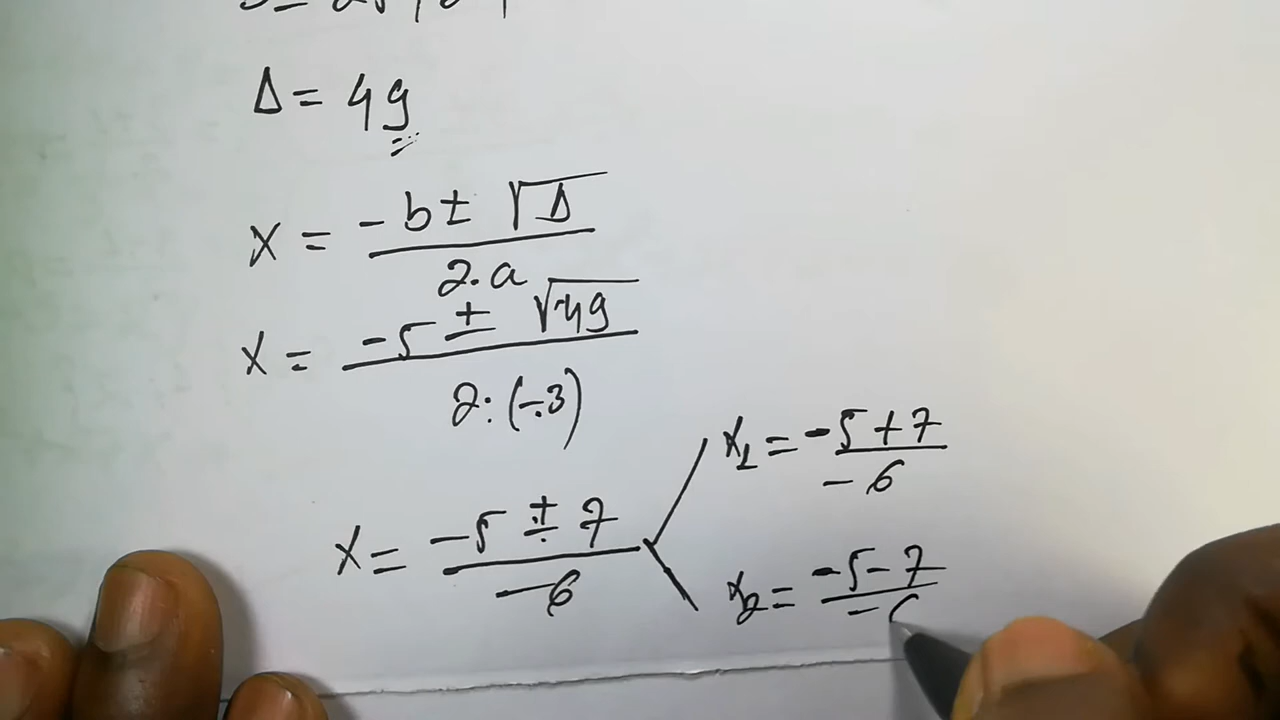 Δ = 49
x = (-b ± √Δ) / (2·a)
x = (-5 ± √49) / (2·(-3))
x = (-5 ± 7) / (-6)
x₁ = (-5 + 7) / (-6)
x₂ = (-5 - 7) / (-6